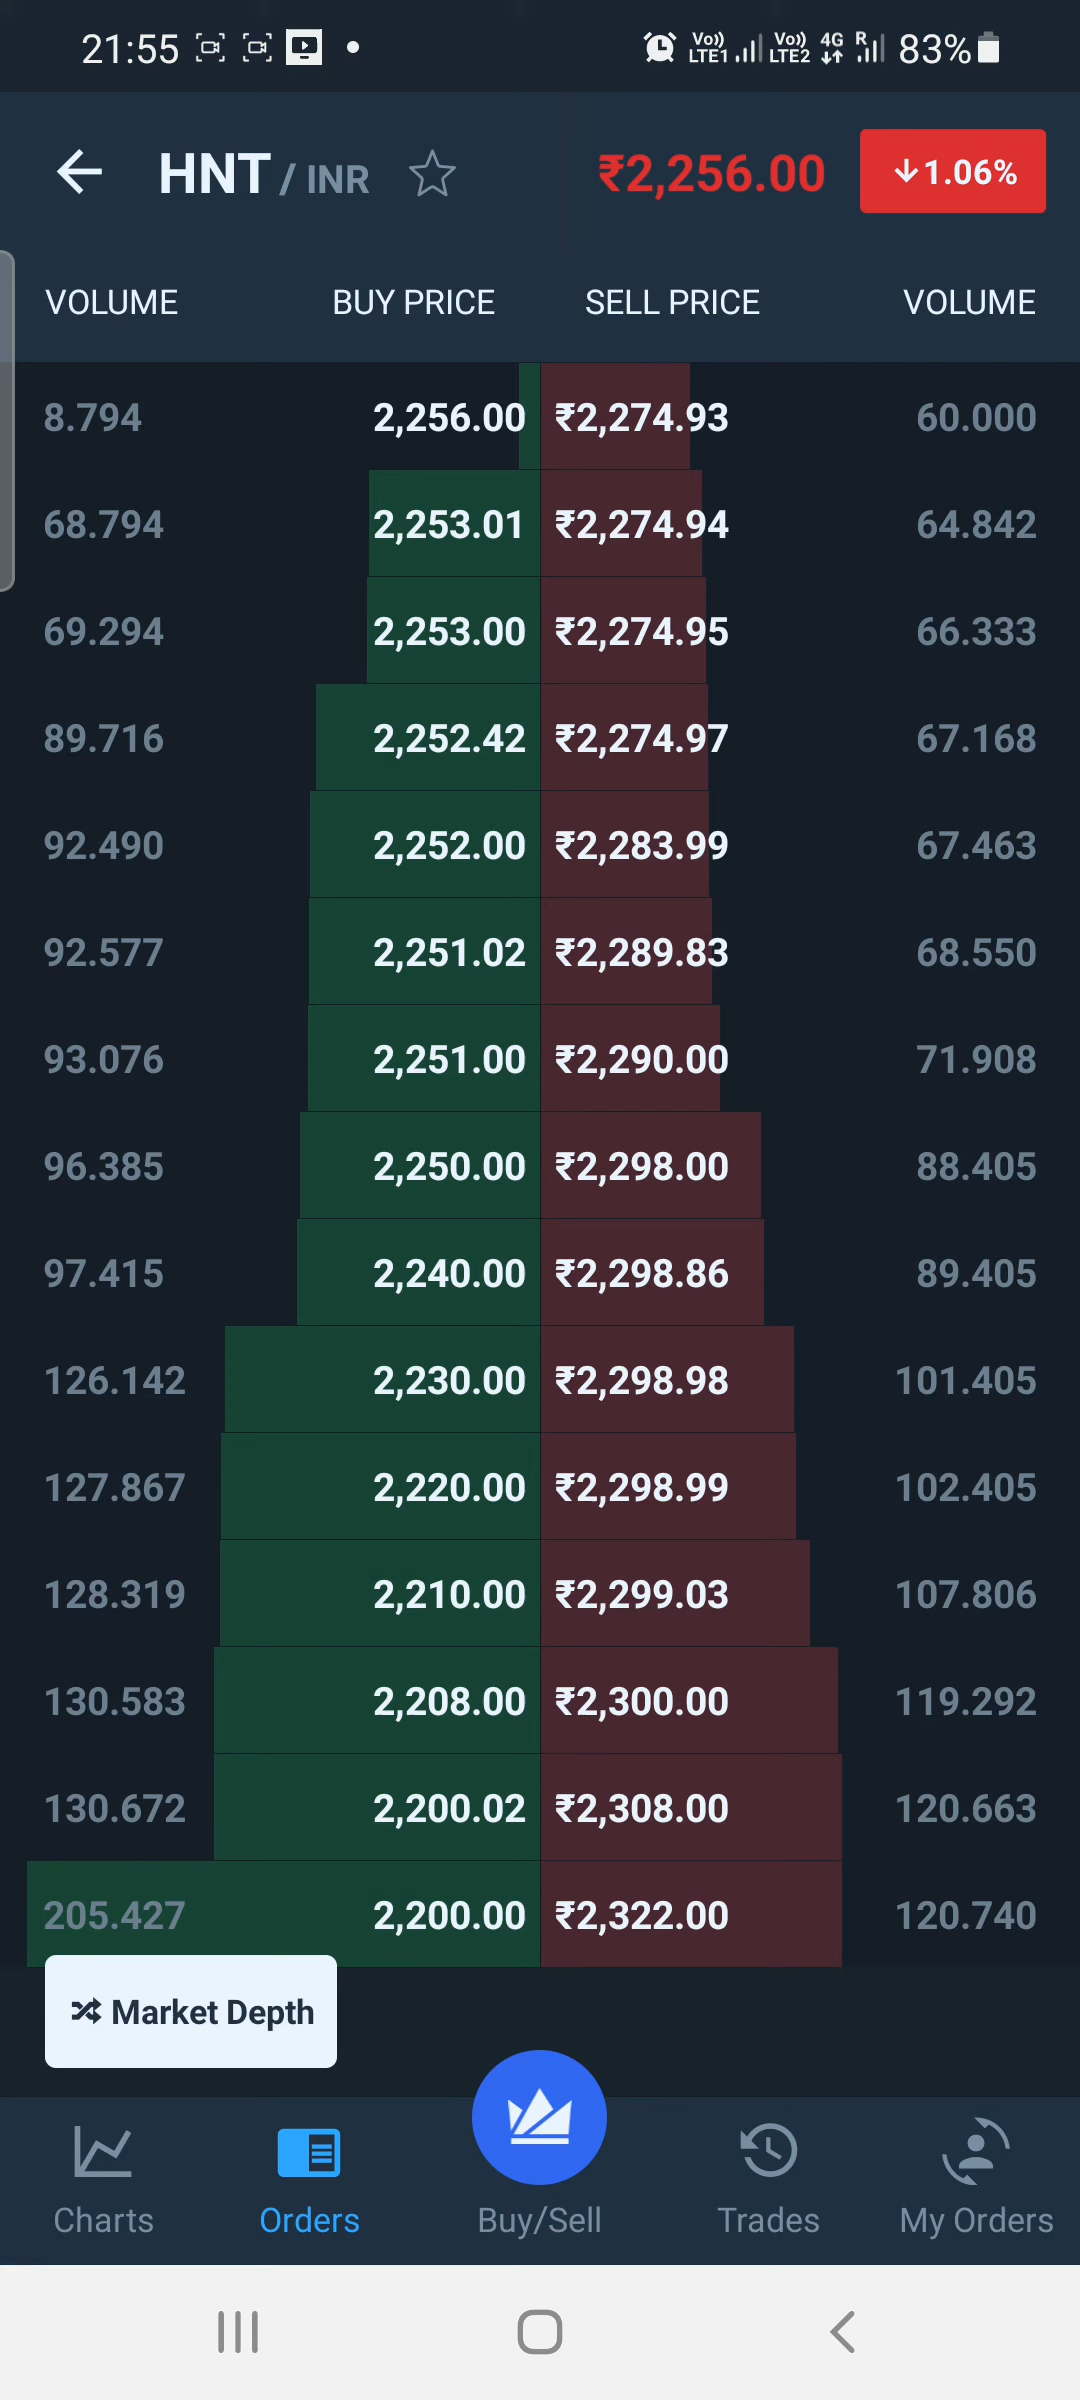 21:55 Vo)) LTE1 Vo)) LTE2 4G R 83%
HNT / INR ₹2,256.00 ↓1.06%
VOLUME BUY PRICE SELL PRICE VOLUME
8.794 2,256.00 ₹2,274.93 60.000
68.794 2,253.01 ₹2,274.94 64.842
69.294 2,253.00 ₹2,274.95 66.333
89.716 2,252.42 ₹2,274.97 67.168
92.490 2,252.00 ₹2,283.99 67.463
92.577 2,251.02 ₹2,289.83 68.550
93.076 2,251.00 ₹2,290.00 71.908
96.385 2,250.00 ₹2,298.00 88.405
97.415 2,240.00 ₹2,298.86 89.405
126.142 2,230.00 ₹2,298.98 101.405
127.867 2,220.00 ₹2,298.99 102.405
128.319 2,210.00 ₹2,299.03 107.806
130.583 2,208.00 ₹2,300.00 119.292
130.672 2,200.02 ₹2,308.00 120.663
205.427 2,200.00 ₹2,322.00 120.740
Market Depth
Charts Orders Buy/Sell Trades My Orders